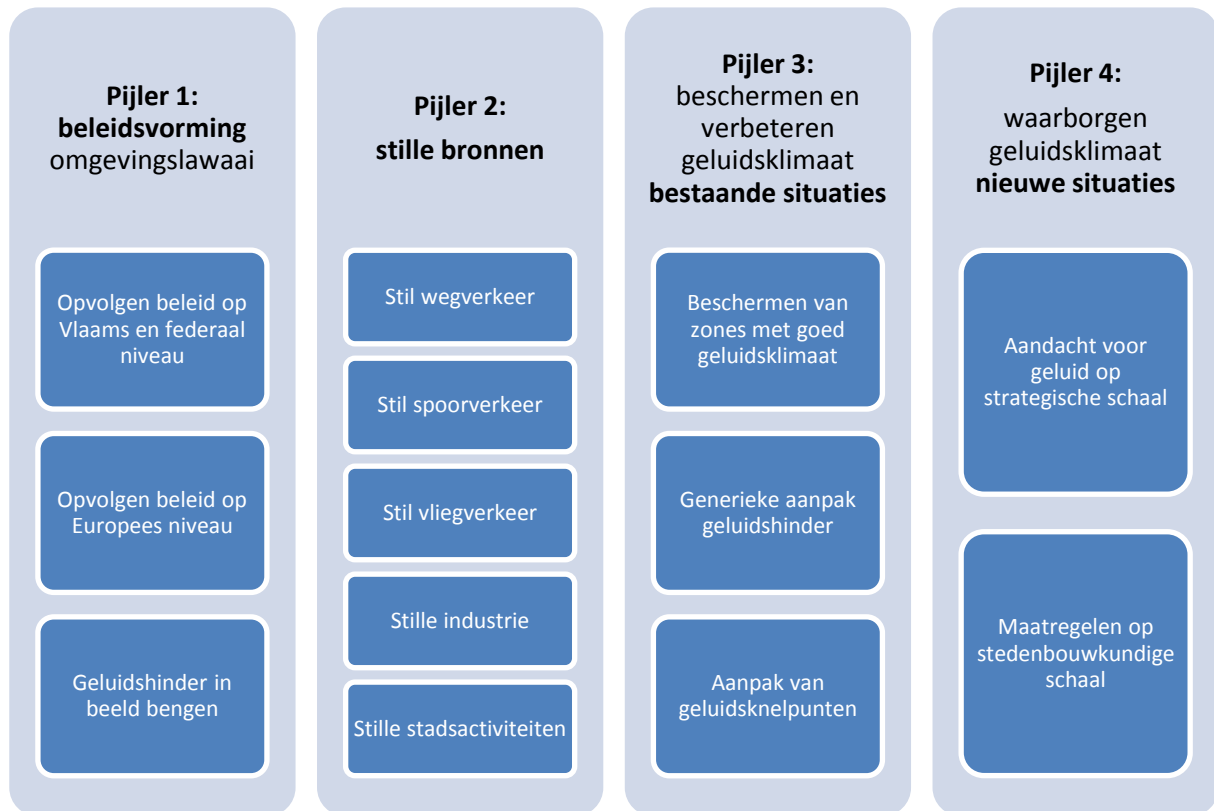 Pijler 1:
beleidsvorming
omgevingslawaai
Opvolgen beleid op
Vlaams en federaal
niveau
Opvolgen beleid op
Europees niveau
Geluidshinder in
beeld bengen
Pijler 2:
stille bronnen
Stil wegverkeer
Stil spoorverkeer
Stil vliegverkeer
Stille industrie
Stille stadsactiviteiten
Pijler 3:
beschermen en
verbeteren
geluidsklimaat
bestaande situaties
Beschermen van
zones met goed
geluidsklimaat
Generieke aanpak
geluidshinder
Aanpak van
geluidsknelpunten
Pijler 4:
waarborgen
geluidsklimaat
nieuwe situaties
Aandacht voor
geluid op
strategische schaal
Maatregelen op
stedenbouwkundige
schaal